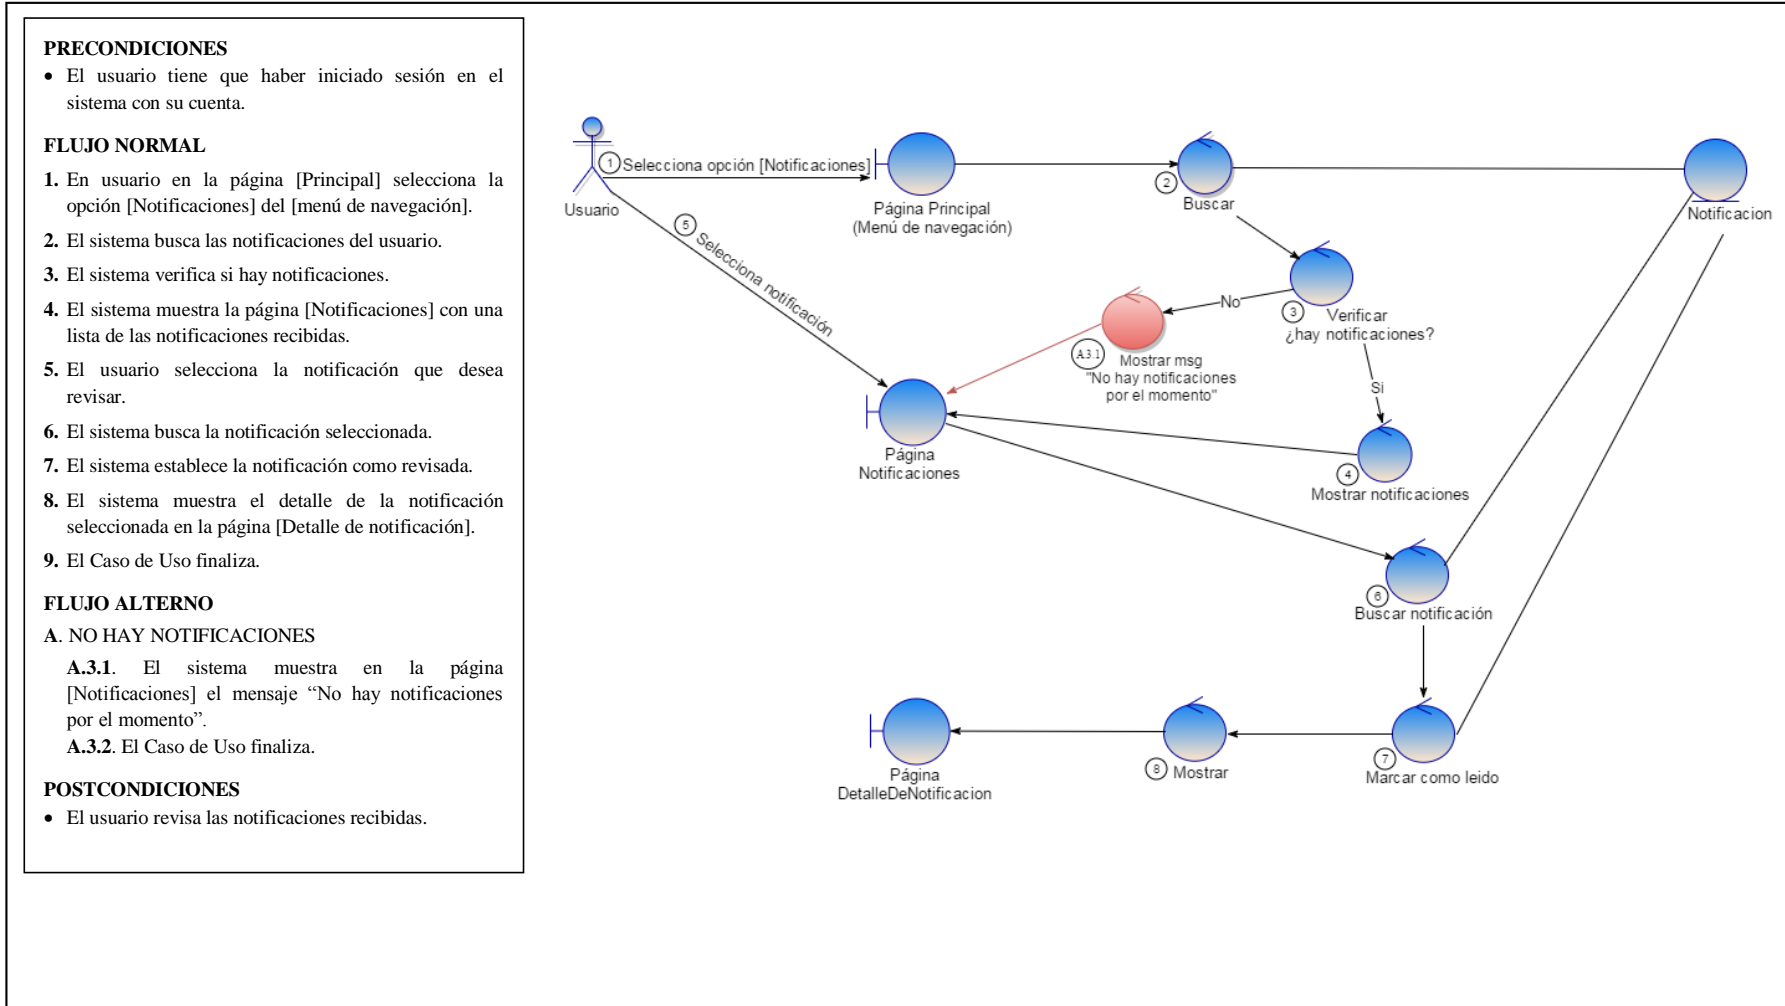 PRECONDICIONES
• El usuario tiene que haber iniciado sesión en el
sistema con su cuenta.
FLUJO NORMAL
1. En usuario en la página [Principal] selecciona la
opción [Notificaciones] del [menú de navegación].
2. El sistema busca las notificaciones del usuario.
3. El sistema verifica si hay notificaciones.
4. El sistema muestra la página [Notificaciones] con una
lista de las notificaciones recibidas.
5. El usuario selecciona la notificación que desea
revisar.
6. El sistema busca la notificación seleccionada.
7. El sistema establece la notificación como revisada.
8. El sistema muestra el detalle de la notificación
seleccionada en la página [Detalle de notificación].
9. El Caso de Uso finaliza.
FLUJO ALTERNO
A. NO HAY NOTIFICACIONES
A.3.1. El sistema muestra en la página
[Notificaciones] el mensaje “No hay notificaciones
por el momento”.
A.3.2. El Caso de Uso finaliza.
POSTCONDICIONES
• El usuario revisa las notificaciones recibidas.
Usuario
1 Selecciona opción [Notificaciones]
Página Principal
(Menú de navegación)
2
Buscar
Notificacion
5 Selecciona notificación
3
Verificar
¿hay notificaciones?
No
A.3.1
Mostrar msg
"No hay notificaciones
por el momento"
Si
Página
Notificaciones
4
Mostrar notificaciones
6
Buscar notificación
7
Marcar como leido
8 Mostrar
Página
DetalleDeNotificacion